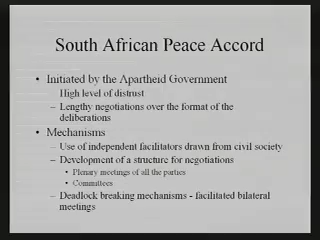 South African Peace Accord
• Initiated by the Apartheid Government
– High level of distrust
– Lengthy negotiations over the format of the
deliberations
• Mechanisms
– Use of independent facilitators drawn from civil society
– Development of a structure for negotiations
• Plenary meetings of all the parties
• Committees
– Deadlock breaking mechanisms - facilitated bilateral
meetings